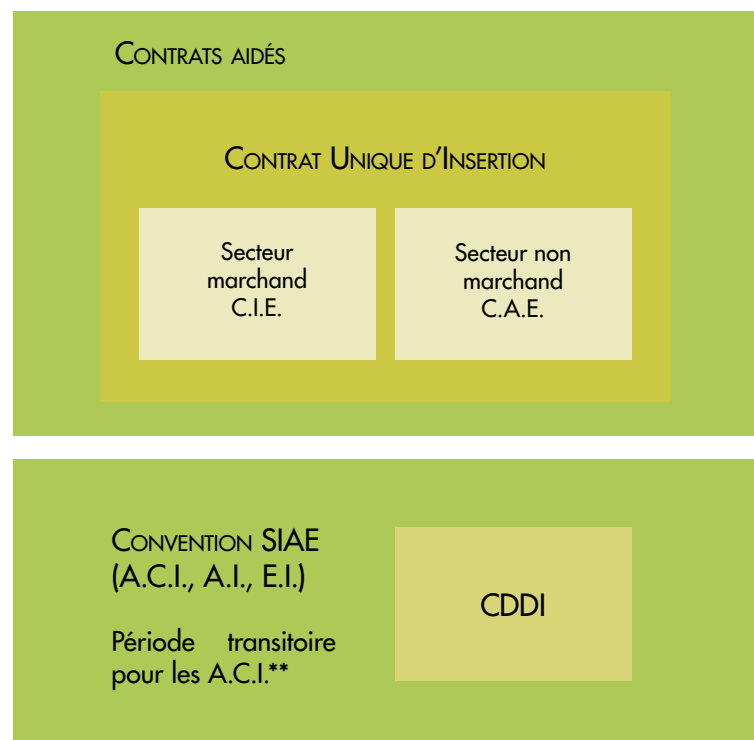 Contrats aidés
Contrat Unique d'Insertion
Secteur
marchand
C.I.E.
Secteur non
marchand
C.A.E.
Convention SIAE
(A.C.I., A.I., E.I.)
Période transitoire
pour les A.C.I.**
CDDI